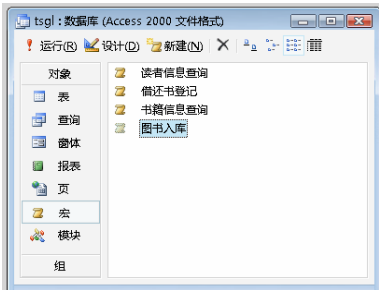 tsgl : 数据库 (Access 2000 文件格式)
运行(R) 设计(D) 新建(N)
对象
表
查询
窗体
报表
页
宏
模块
组
读者信息查询
借还书登记
书籍信息查询
图书入库